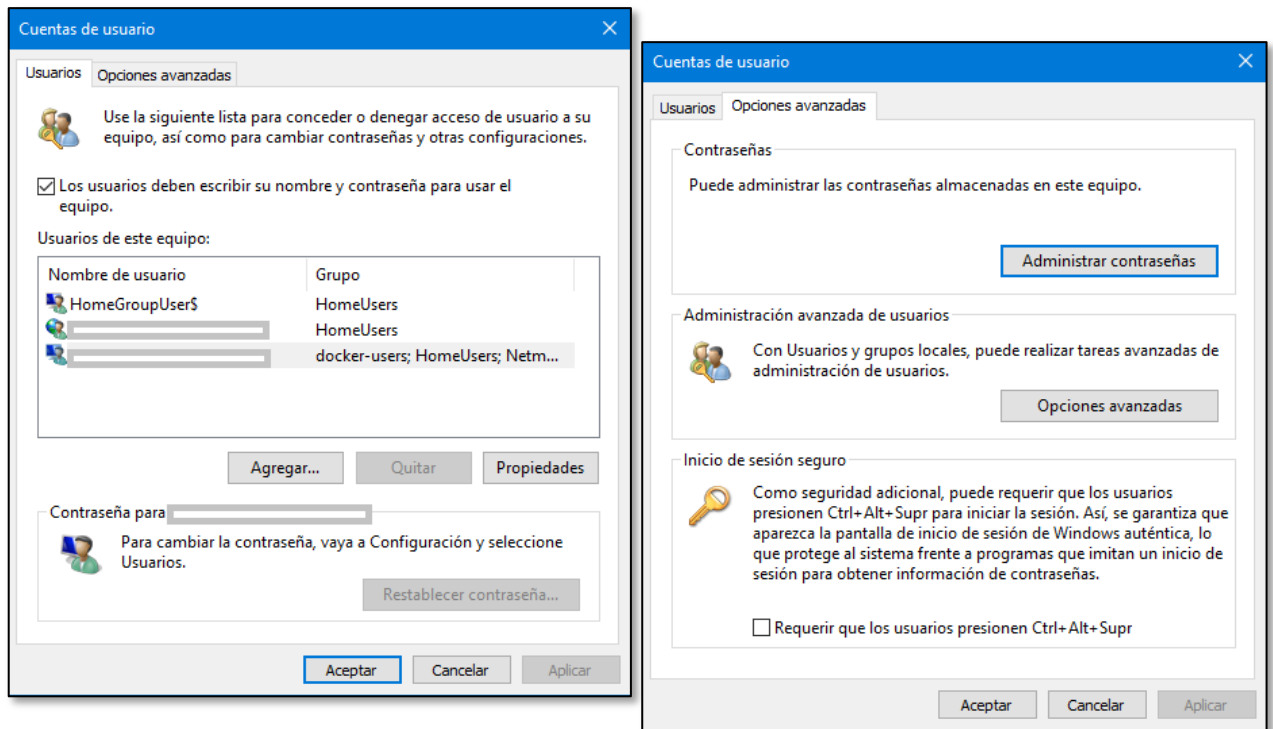 Cuentas de usuario
Usuarios
Opciones avanzadas
Use la siguiente lista para conceder o denegar acceso de usuario a su
equipo, así como para cambiar contraseñas y otras configuraciones.
Los usuarios deben escribir su nombre y contraseña para usar el
equipo.
Usuarios de este equipo:
Nombre de usuario
Grupo
HomeGroupUser$
HomeUsers
HomeUsers
docker-users; HomeUsers; Netm...
Agregar...
Quitar
Propiedades
Contraseña para
Para cambiar la contraseña, vaya a Configuración y seleccione
Usuarios.
Restablecer contraseña...
Aceptar
Cancelar
Aplicar
Cuentas de usuario
Usuarios
Opciones avanzadas
Contraseñas
Puede administrar las contraseñas almacenadas en este equipo.
Administrar contraseñas
Administración avanzada de usuarios
Con Usuarios y grupos locales, puede realizar tareas avanzadas de
administración de usuarios.
Opciones avanzadas
Inicio de sesión seguro
Como seguridad adicional, puede requerir que los usuarios
presionen Ctrl+Alt+Supr para iniciar la sesión. Así, se garantiza que
aparezca la pantalla de inicio de sesión de Windows auténtica, lo
que protege al sistema frente a programas que imitan un inicio de
sesión para obtener información de contraseñas.
Requerir que los usuarios presionen Ctrl+Alt+Supr
Aceptar
Cancelar
Aplicar